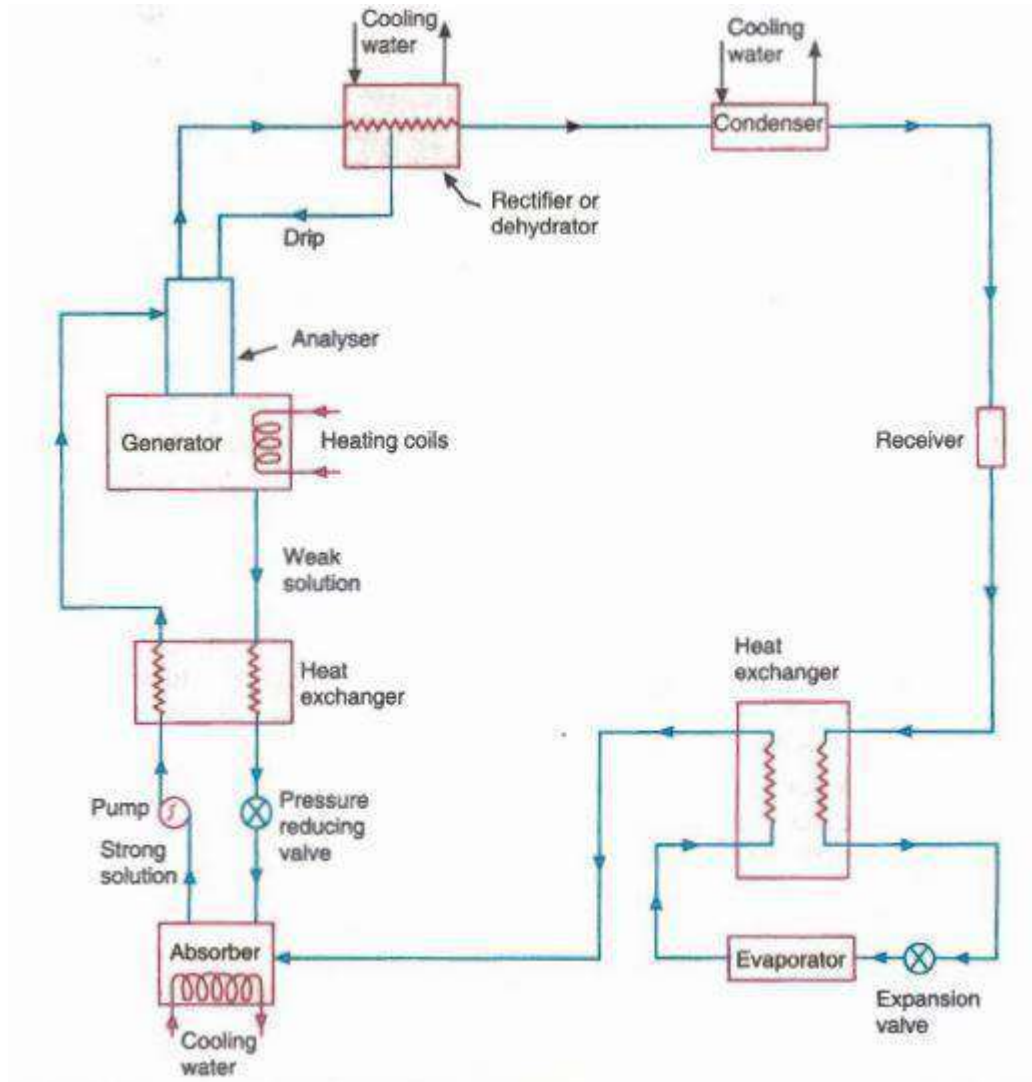 Cooling
water
Cooling
water
Condenser
Rectifier or
dehydrator
Drip
Analyser
Generator
Heating coils
Receiver
Weak
solution
Heat
exchanger
Heat
exchanger
Pump
Pressure
reducing
valve
Strong
solution
Absorber
Evaporator
Expansion
valve
Cooling
water